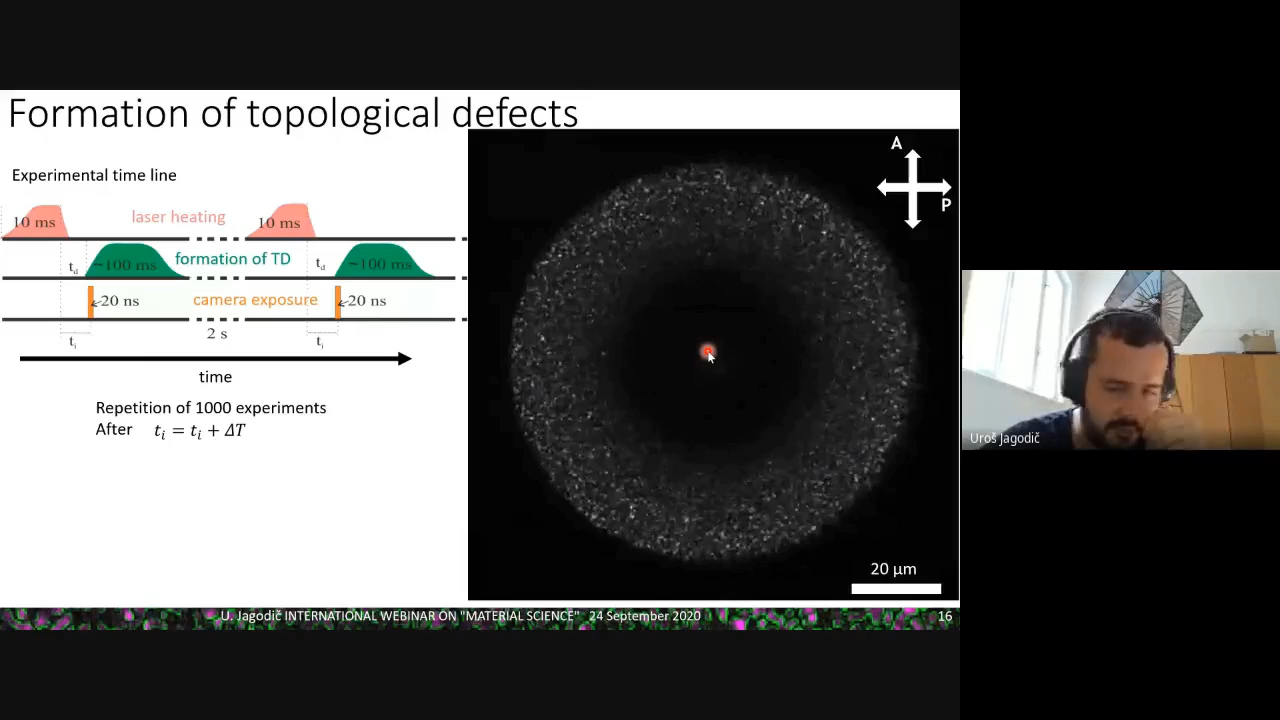 Formation of topological defects
Experimental time line
10 ms
laser heating
10 ms
t_d
~100 ms
formation of TD
t_d
~100 ms
20 ns
camera exposure
20 ns
t_i
2 s
t_i
time
Repetition of 1000 experiments
After t_i = t_i + ΔT
A
P
20 µm
U. Jagodič INTERNATIONAL WEBINAR ON "MATERIAL SCIENCE" 24 September 2020
16
Uroš Jagodič